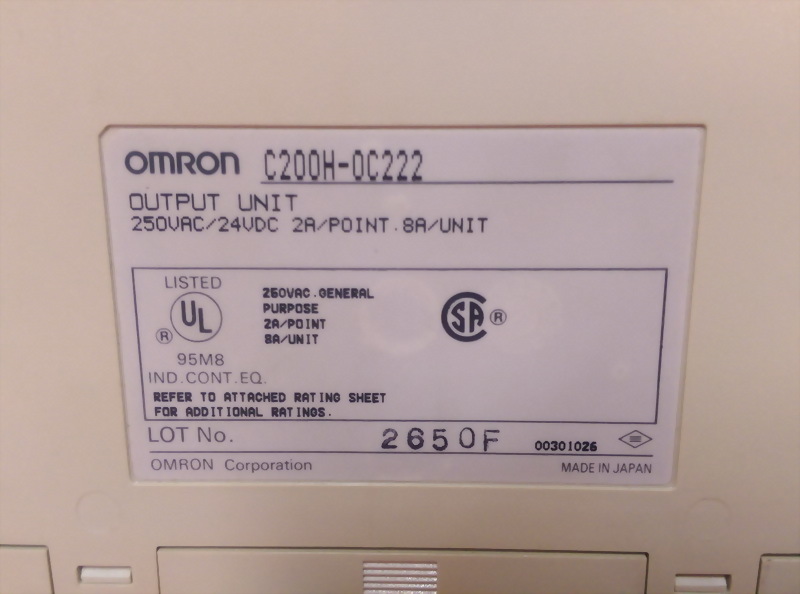 OMRON C200H-OC222
OUTPUT UNIT
250VAC/24VDC 2A/POINT.8A/UNIT
LISTED
UL
®
95M8
IND.CONT.EQ.
250VAC.GENERAL
PURPOSE
2A/POINT
8A/UNIT
SA ®
REFER TO ATTACHED RATING SHEET
FOR ADDITIONAL RATINGS.
LOT No. 2650F 00301026
OMRON Corporation MADE IN JAPAN